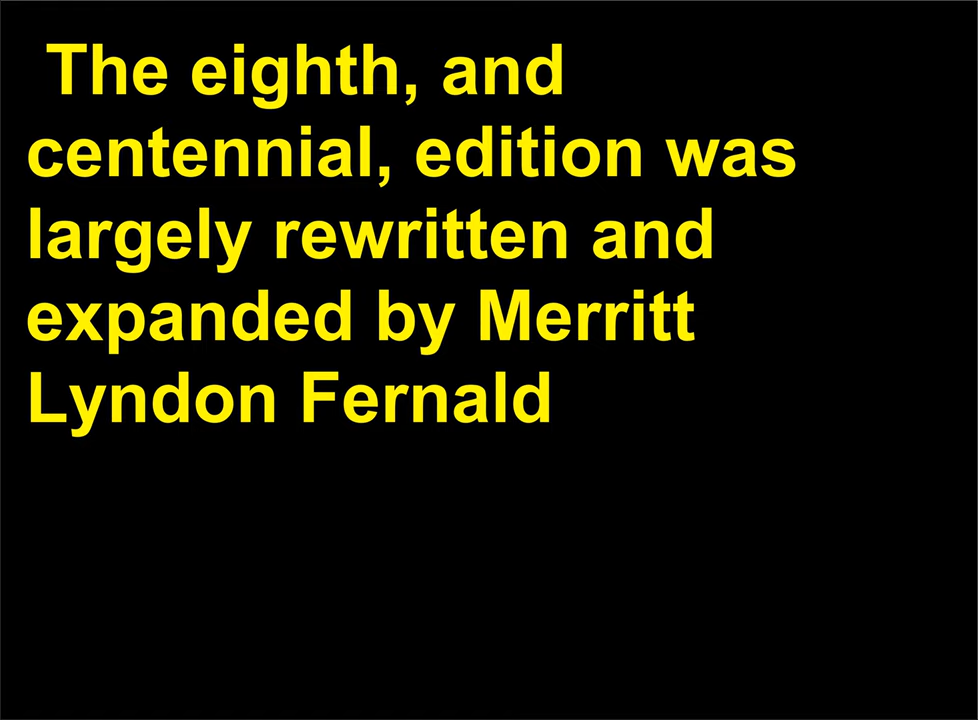 The eighth, and
centennial, edition was
largely rewritten and
expanded by Merritt
Lyndon Fernald